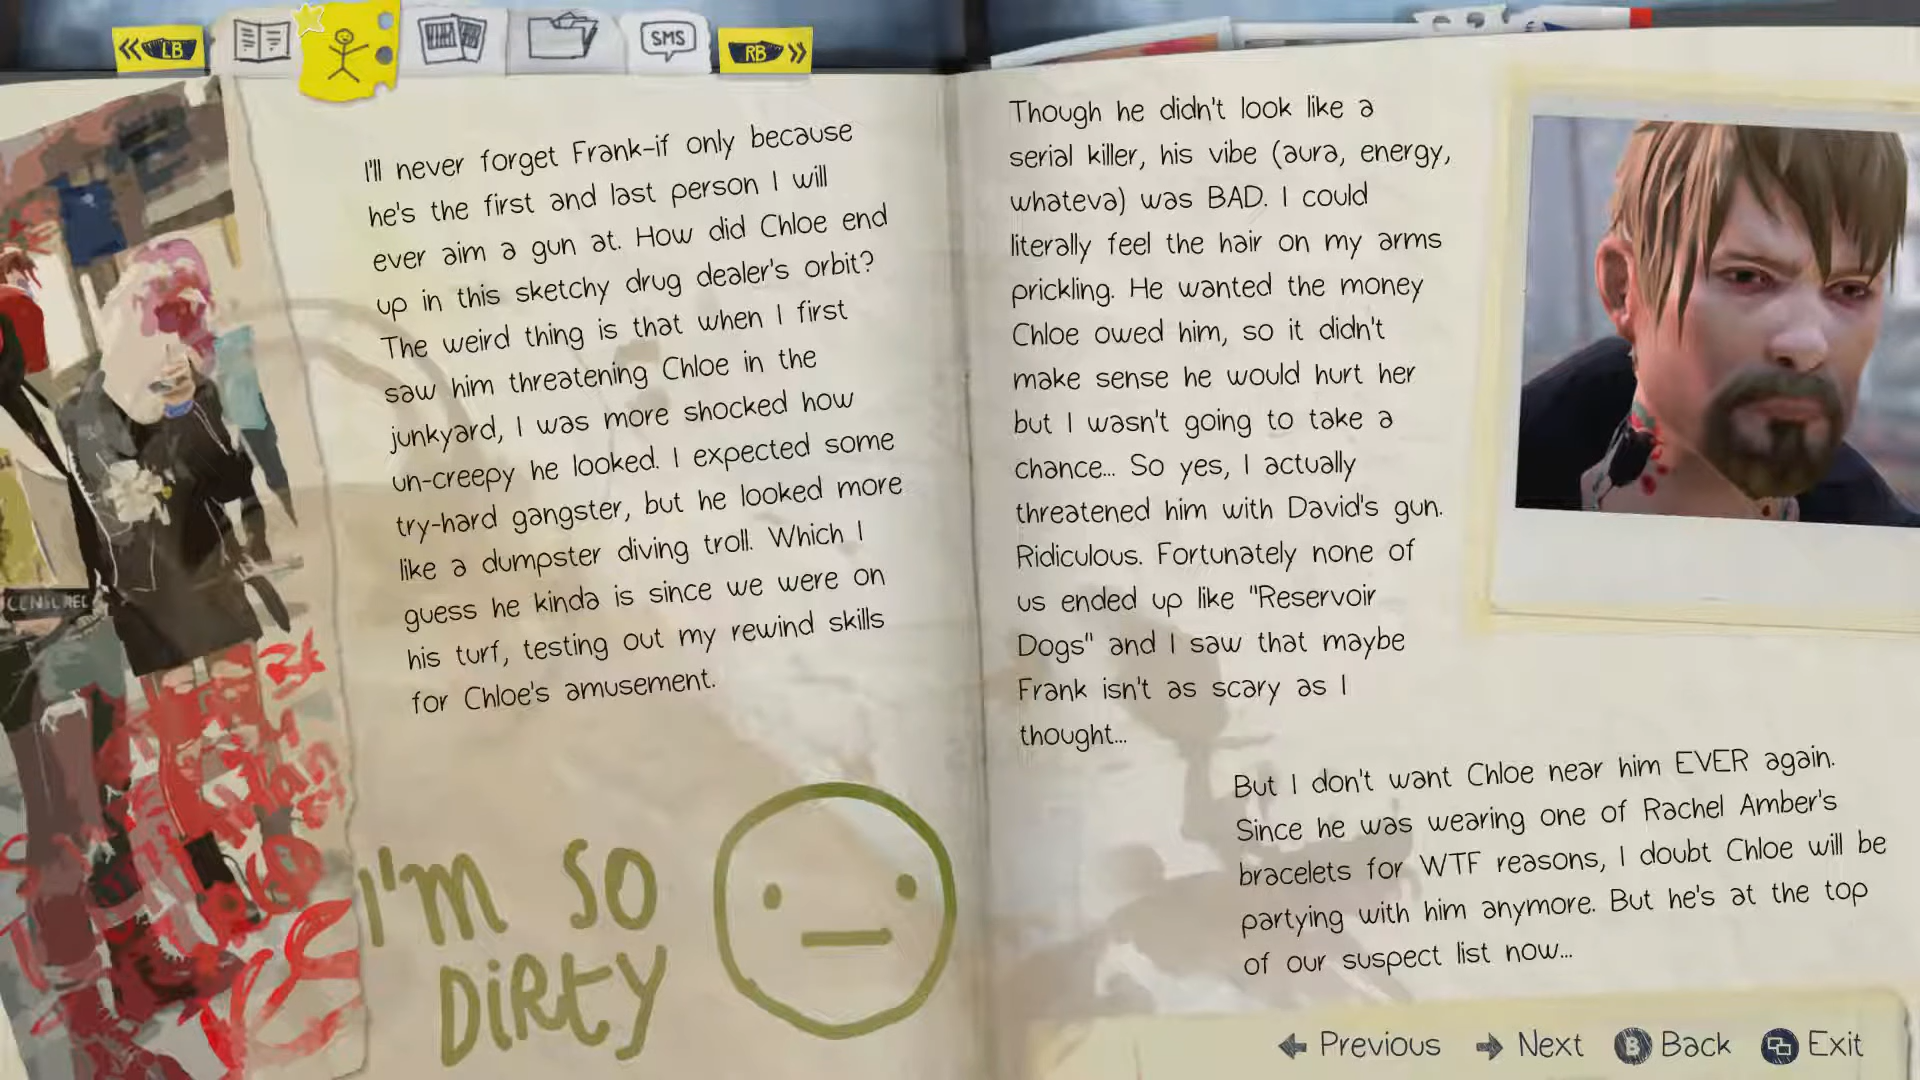 LB
SMS
RB
I'll never forget Frank-if only because
he's the first and last person I will
ever aim a gun at. How did Chloe end
up in this sketchy drug dealer's orbit?
The weird thing is that when I first
saw him threatening Chloe in the
junkyard, I was more shocked how
un-creepy he looked. I expected some
try-hard gangster, but he looked more
like a dumpster diving troll. Which I
guess he kinda is since we were on
his turf, testing out my rewind skills
for Chloe's amusement.
I'm SO
DiRtY
Though he didn't look like a
serial killer, his vibe (aura, energy,
whateva) was BAD. I could
literally feel the hair on my arms
prickling. He wanted the money
Chloe owed him, so it didn't
make sense he would hurt her
but I wasn't going to take a
chance... So yes, I actually
threatened him with David's gun.
Ridiculous. Fortunately none of
us ended up like "Reservoir
Dogs" and I saw that maybe
Frank isn't as scary as I
thought...
But I don't want Chloe near him EVER again.
Since he was wearing one of Rachel Amber's
bracelets for WTF reasons, I doubt Chloe will be
partying with him anymore. But he's at the top
of our suspect list now...
Previous Next B Back Exit